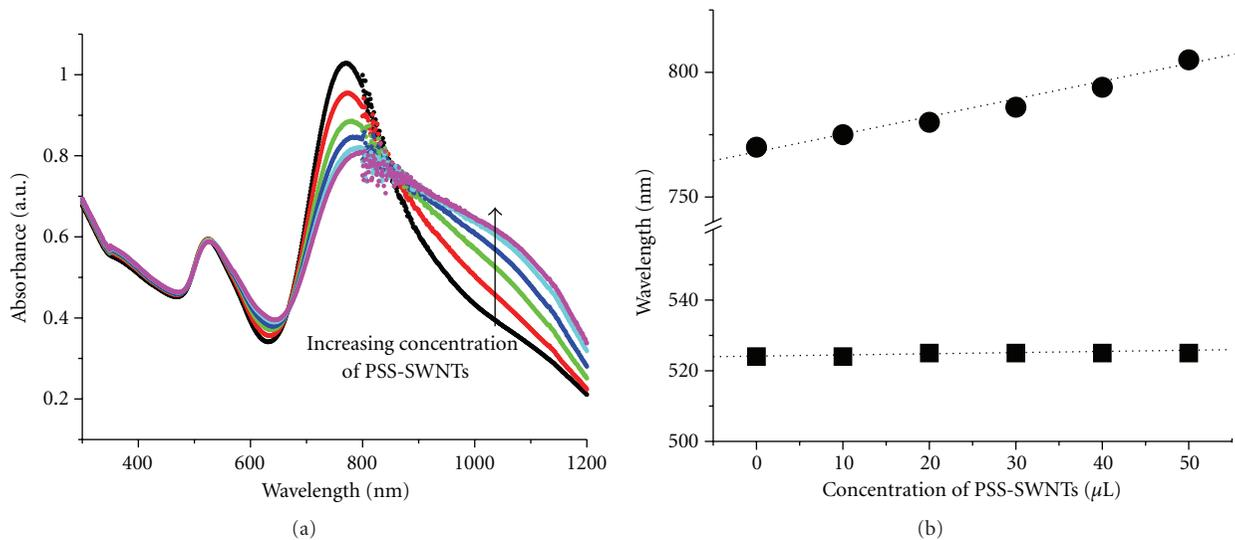 1
0.8
0.6
0.4
0.2
Absorbance (a.u.)
Increasing concentration
of PSS-SWNTs
400 600 800 1000 1200
Wavelength (nm)
(a)
800
750
540
520
500
Wavelength (nm)
0 10 20 30 40 50
Concentration of PSS-SWNTs (μL)
(b)